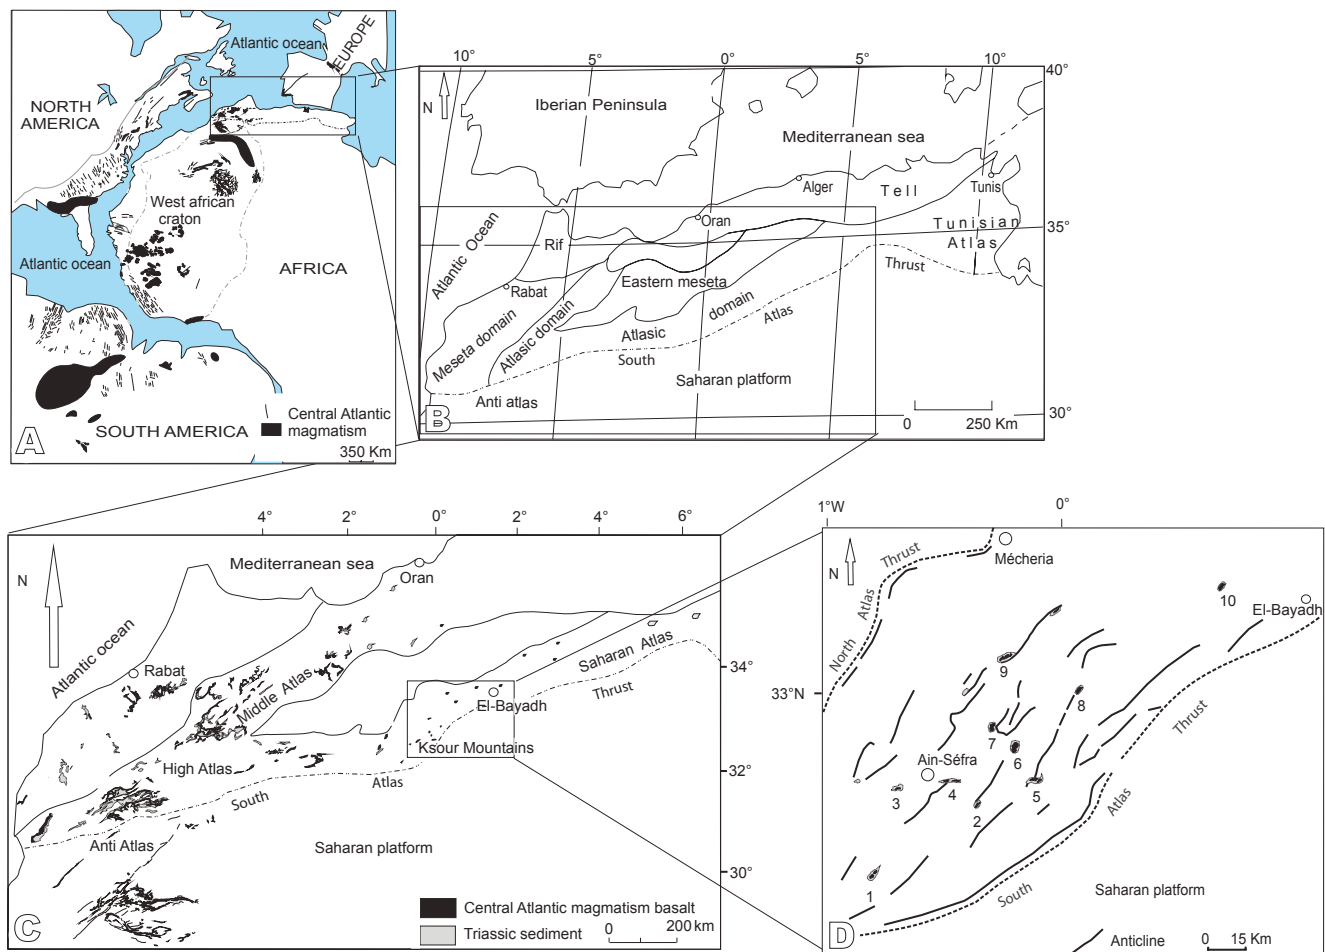 Atlantic ocean
EUROPE
NORTH
AMERICA
West african
craton
Atlantic ocean
AFRICA
Central Atlantic
magmatism
SOUTH AMERICA
350 Km
A
10°
5°
0°
5°
10°
40°
N
Iberian Peninsula
Mediterranean sea
Alger
Tell
Tunis
Oran
Tunisian
Atlas
35°
Atlantic Ocean
Rif
Thrust
Rabat
Eastern meseta
domain
Atlas
Meseta domain
Atlasic domain
Atlasic
South
Saharan platform
Anti atlas
30°
0 250 Km
B
4°
2°
0°
2°
4°
6°
N
Mediterranean sea
Oran
Atlantic ocean
Rabat
Middle Atlas
Saharan Atlas
34°
Thrust
El-Bayadh
Ksour Mountains
High Atlas
32°
Atlas
South
Anti Atlas
Saharan platform
30°
Central Atlantic magmatism basalt
Triassic sediment
0 200 km
C
1°W
0°
N
Thrust
Mécheria
Atlas
10
El-Bayadh
North
9
33°N
8
Thrust
7
Ain-Séfra
6
3
4
5
2
Atlas
1
South
Saharan platform
Anticline
0 15 Km
D